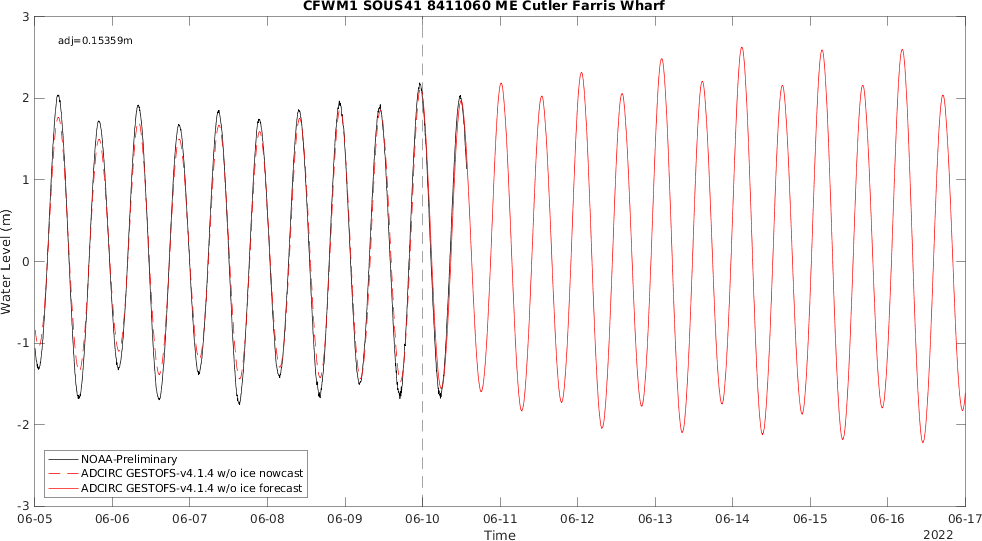 CFWM1 SOUS41 8411060 ME Cutler Farris Wharf
3
adj=0.15359m
2
1
0
-1
-2
-3
Water Level (m)
NOAA-Preliminary
ADCIRC GESTOFS-v4.1.4 w/o ice nowcast
ADCIRC GESTOFS-v4.1.4 w/o ice forecast
06-05 06-06 06-07 06-08 06-09 06-10 06-11 06-12 06-13 06-14 06-15 06-16 06-17
Time
2022